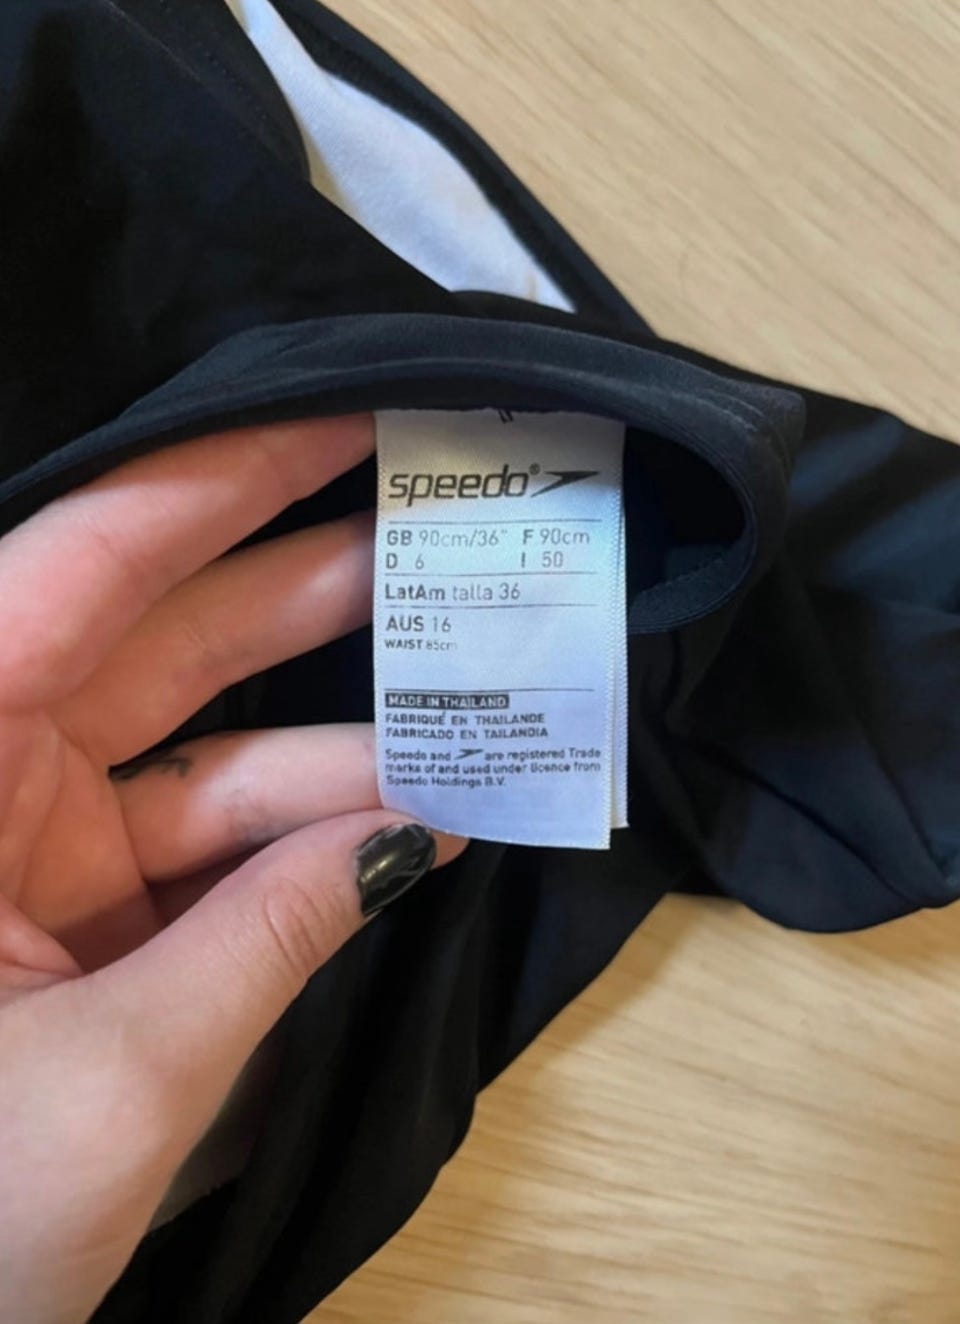 speedo®
GB 90cm/36" F 90cm
D 6 I 50
LatAm talla 36
AUS 16
WAIST 85cm
MADE IN THAILAND
FABRIQUÉ EN THAILANDE
FABRICADO EN TAILANDIA
Speedo and are registered Trade
marks of and used under licence from
Speedo Holdings B.V.